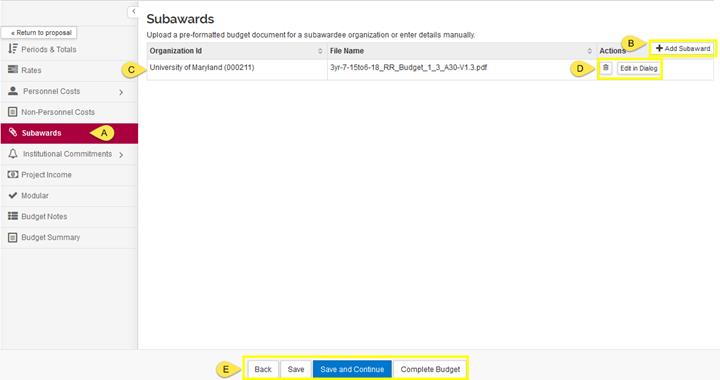 « Return to proposal
Periods & Totals
Rates
Personnel Costs
Non-Personnel Costs
Subawards
A
Institutional Commitments
Project Income
Modular
Budget Notes
Budget Summary
Subawards
Upload a pre-formatted budget document for a subawardee organization or enter details manually.
B
+ Add Subaward
Organization Id File Name Actions
C
University of Maryland (000211) 3yr-7-15to6-18_RR_Budget_1_3_A30-V1.3.pdf
D
Edit in Dialog
E
Back Save Save and Continue Complete Budget